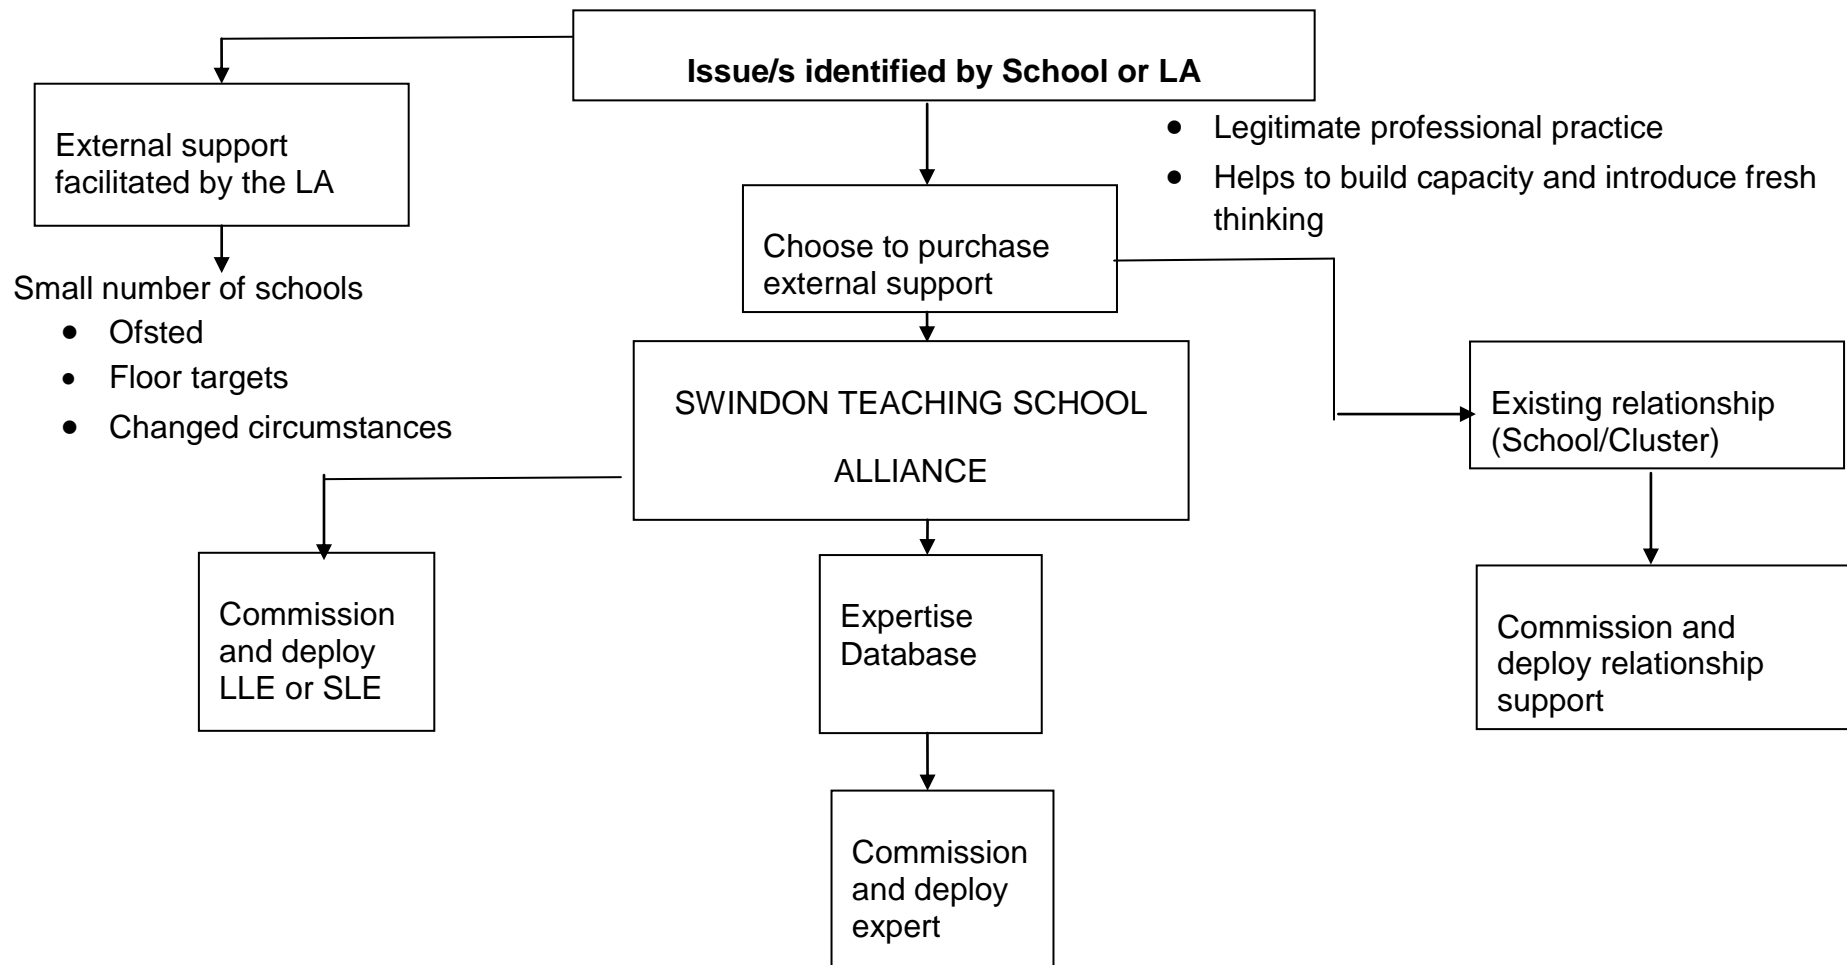 Issue/s identified by School or LA
External support
facilitated by the LA
• Legitimate professional practice
• Helps to build capacity and introduce fresh
thinking
Choose to purchase
external support
Small number of schools
• Ofsted
• Floor targets
• Changed circumstances
SWINDON TEACHING SCHOOL
ALLIANCE
Existing relationship
(School/Cluster)
Commission
and deploy
LLE or SLE
Expertise
Database
Commission and
deploy relationship
support
Commission
and deploy
expert